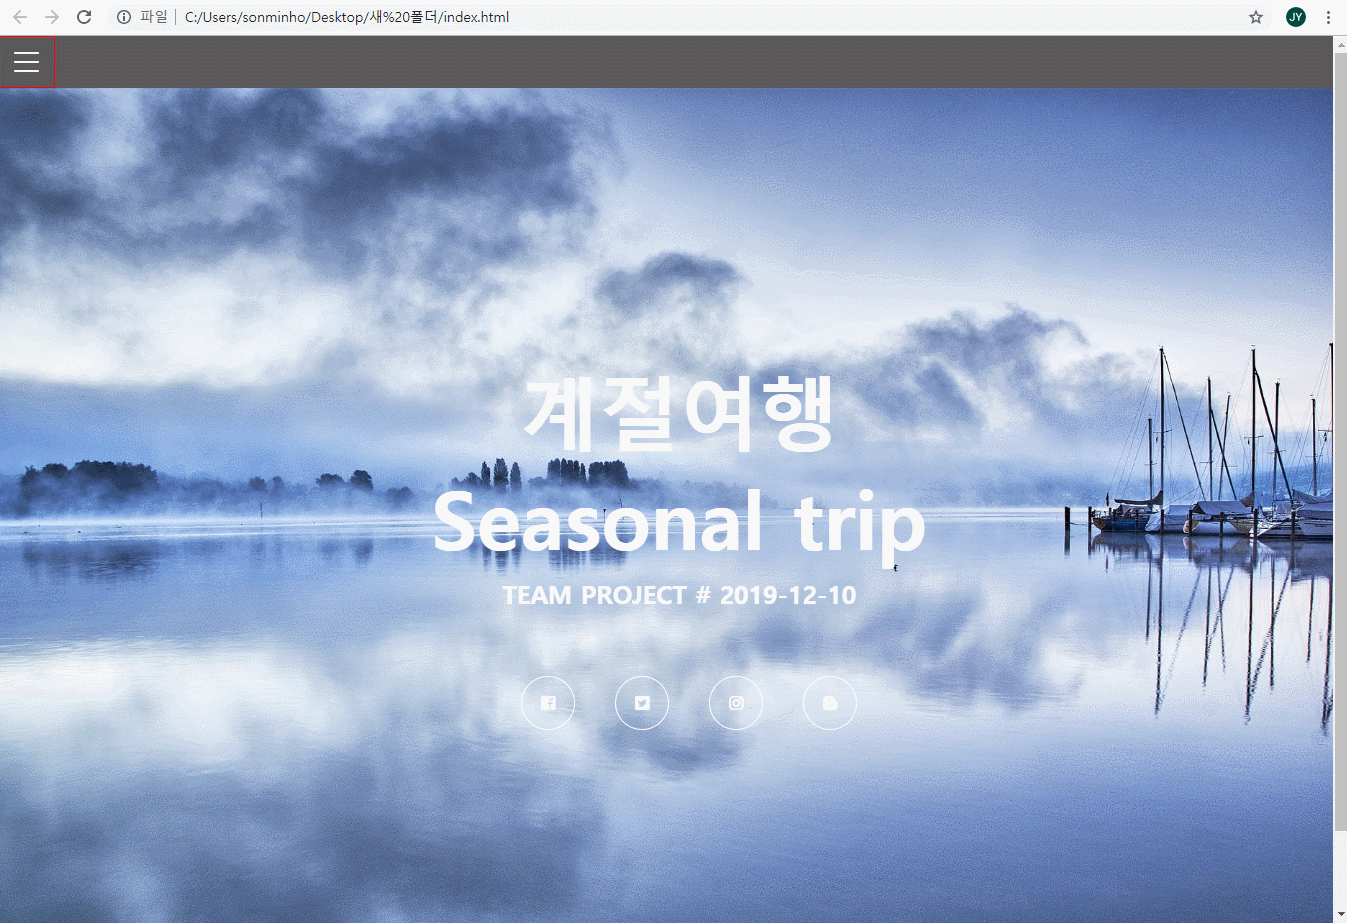 파일 C:/Users/sonminho/Desktop/새%20폴더/index.html
JY
계절여행
Seasonal trip
TEAM PROJECT # 2019-12-10